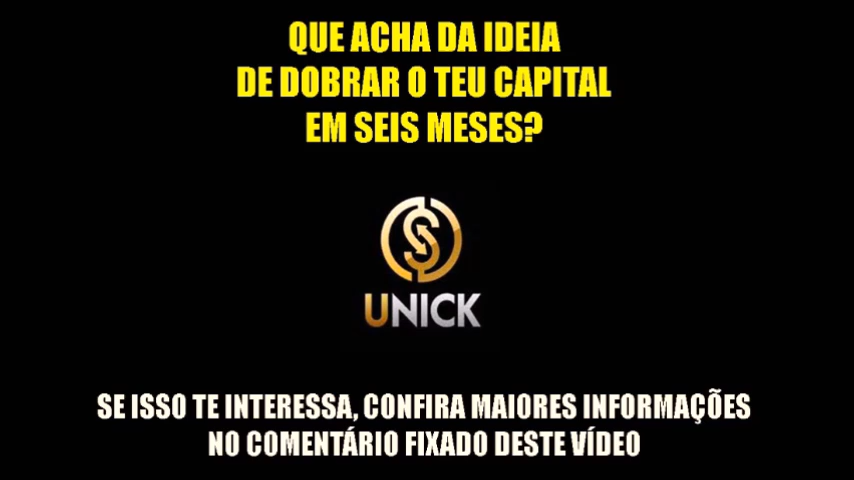 QUE ACHA DA IDEIA
DE DOBRAR O TEU CAPITAL
EM SEIS MESES?
UNICK
SE ISSO TE INTERESSA, CONFIRA MAIORES INFORMAÇÕES
NO COMENTÁRIO FIXADO DESTE VÍDEO